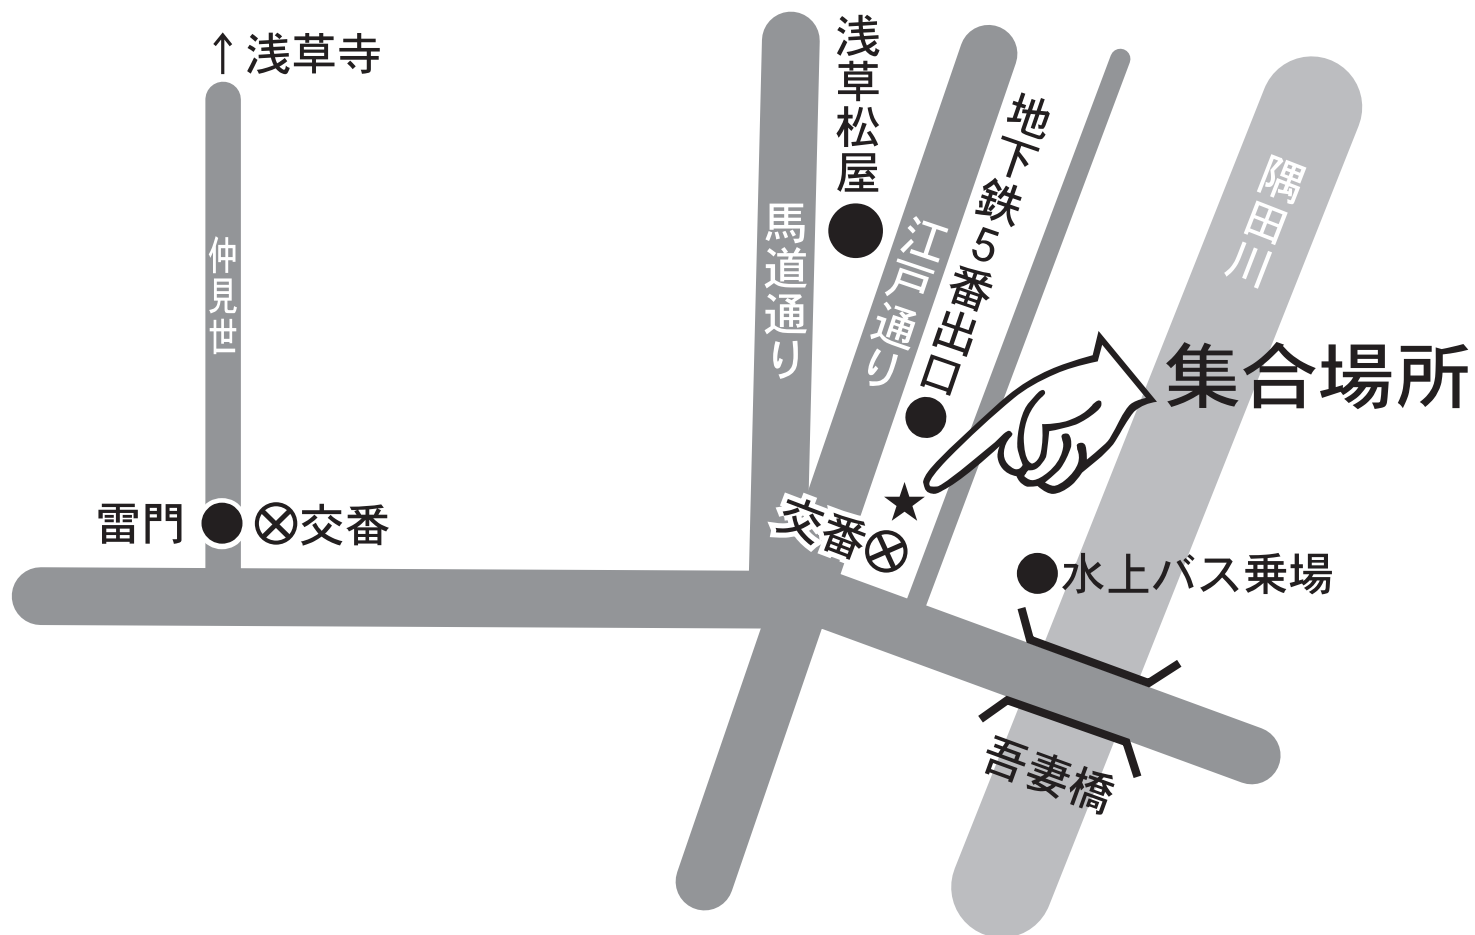 ↑浅草寺
仲見世
雷門
交番
馬道通り
浅草松屋
江戸通り
地下鉄5番出口
隅田川
集合場所
交番
水上バス乗場
吾妻橋